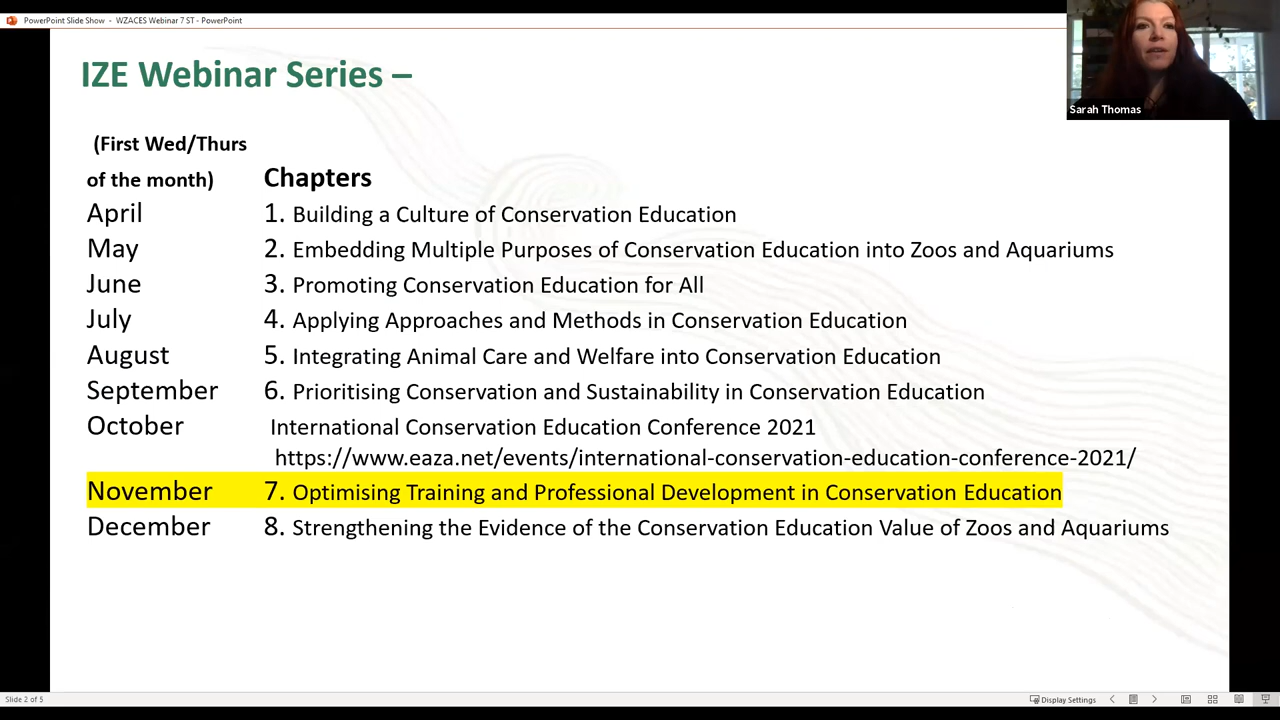 PowerPoint Slide Show - WZACES Webinar 7 ST - PowerPoint
IZE Webinar Series –
Sarah Thomas
(First Wed/Thurs
of the month) Chapters
April 1. Building a Culture of Conservation Education
May 2. Embedding Multiple Purposes of Conservation Education into Zoos and Aquariums
June 3. Promoting Conservation Education for All
July 4. Applying Approaches and Methods in Conservation Education
August 5. Integrating Animal Care and Welfare into Conservation Education
September 6. Prioritising Conservation and Sustainability in Conservation Education
October International Conservation Education Conference 2021
https://www.eaza.net/events/international-conservation-education-conference-2021/
November 7. Optimising Training and Professional Development in Conservation Education
December 8. Strengthening the Evidence of the Conservation Education Value of Zoos and Aquariums
Slide 2 of 5 Display Settings